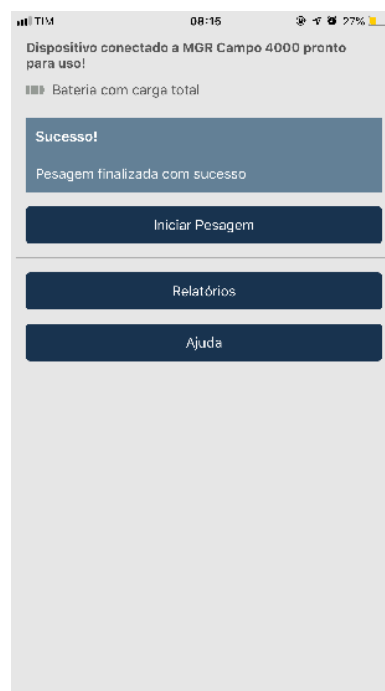 TIM 08:15 27%
Dispositivo conectado a MGR Campo 4000 pronto
para uso!
Bateria com carga total
Sucesso!
Pesagem finalizada com sucesso
Iniciar Pesagem
Relatórios
Ajuda